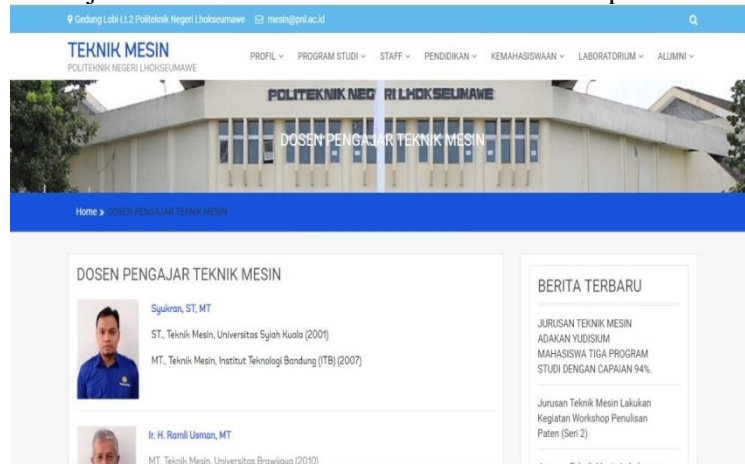 Gedung Lobi Lt.2 Politeknik Negeri Lhokseumawe mesin@pnl.ac.id
TEKNIK MESIN
POLITEKNIK NEGERI LHOKSEUMAWE
PROFIL PROGRAM STUDI STAFF PENDIDIKAN KEMAHASISWAAN LABORATORIUM ALUMNI
POLITEKNIK NEG RI LHOKSEUMAWE
DOSEN PENGAJAR TEKNIK MESIN
Home » DOSEN PENGAJAR TEKNIK MESIN
DOSEN PENGAJAR TEKNIK MESIN
Syukran, ST, MT
ST., Teknik Mesin, Universitas Syiah Kuala (2001)
MT., Teknik Mesin, Institut Teknologi Bandung (ITB) (2007)
Ir. H. Ramli Usman, MT
MT. Teknik Mesin, Universitas Brawijaya (2010)
BERITA TERBARU
JURUSAN TEKNIK MESIN
ADAKAN YUDISIUM
MAHASISWA TIGA PROGRAM
STUDI DENGAN CAPAIAN 94%.
Jurusan Teknik Mesin Lakukan
Kegiatan Workshop Penulisan
Paten (Seri 2)